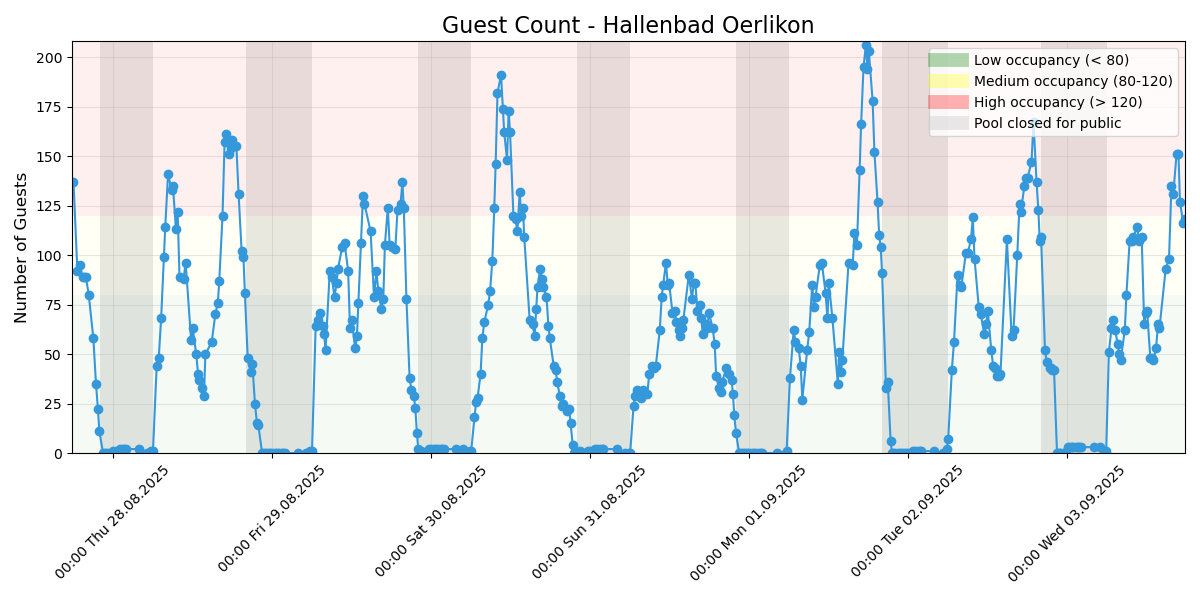 Guest Count - Hallenbad Oerlikon
Low occupancy (< 80)
Medium occupancy (80-120)
High occupancy (> 120)
Pool closed for public
Number of Guests
200
175
150
125
100
75
50
25
0
00:00 Thu 28.08.2025
00:00 Fri 29.08.2025
00:00 Sat 30.08.2025
00:00 Sun 31.08.2025
00:00 Mon 01.09.2025
00:00 Tue 02.09.2025
00:00 Wed 03.09.2025